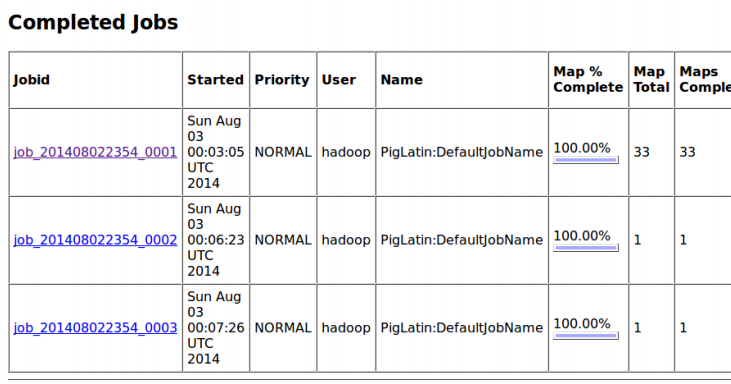 Completed Jobs
Jobid Started Priority User Name Map % Complete Map Total Maps
job_201408022354_0001 Sun Aug 03 00:03:05 UTC 2014 NORMAL hadoop PigLatin:DefaultJobName 100.00% 33 33
job_201408022354_0002 Sun Aug 03 00:06:23 UTC 2014 NORMAL hadoop PigLatin:DefaultJobName 100.00% 1 1
job_201408022354_0003 Sun Aug 03 00:07:26 UTC 2014 NORMAL hadoop PigLatin:DefaultJobName 100.00% 1 1